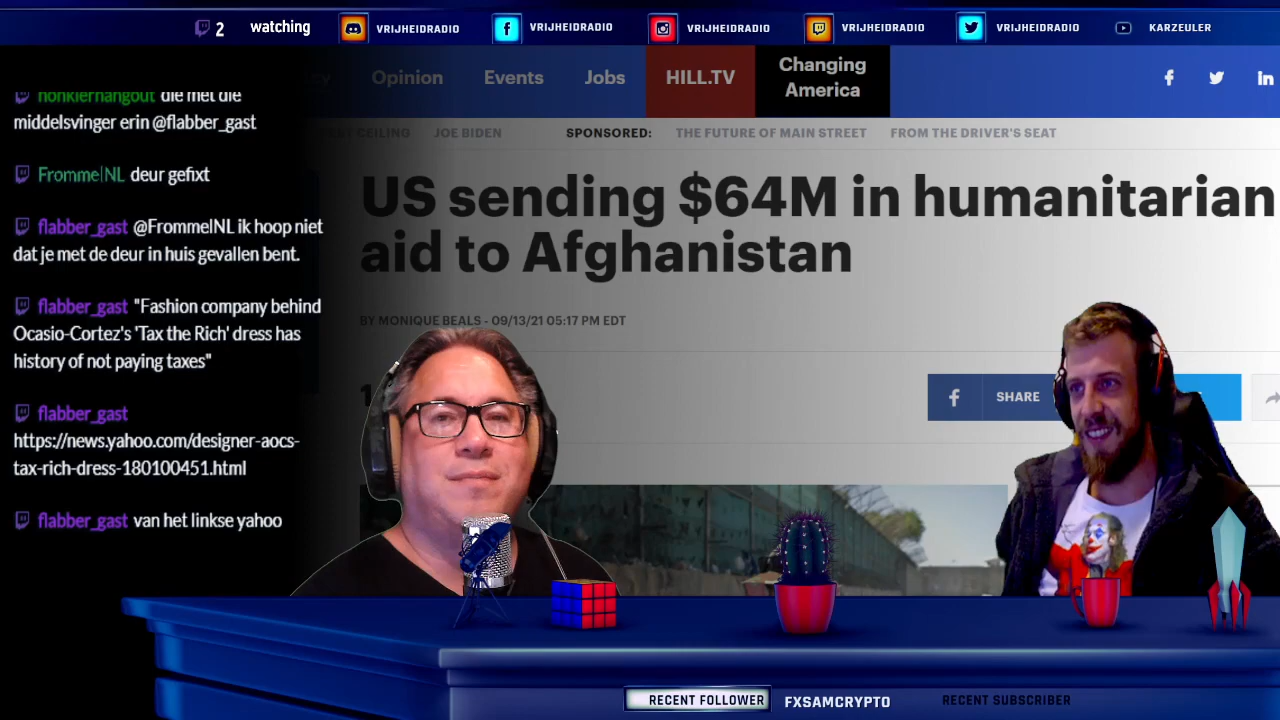 2 watching VRIJHEIDRADIO VRIJHEIDRADIO VRIJHEIDRADIO VRIJHEIDRADIO VRIJHEIDRADIO KARZEULER
Opinion Events Jobs HILL.TV Changing
America
JOE BIDEN SPONSORED: THE FUTURE OF MAIN STREET FROM THE DRIVER'S SEAT
US sending $64M in humanitarian
aid to Afghanistan
BY MONIQUE BEALS - 09/13/21 05:17 PM EDT
SHARE
nonkiernangout die met die
middelsvinger erin @flabber_gast
FrommelNL deur gefixt
flabber_gast @FrommelNL ik hoop niet
dat je met de deur in huis gevallen bent.
flabber_gast "Fashion company behind
Ocasio-Cortez's 'Tax the Rich' dress has
history of not paying taxes"
flabber_gast
https://news.yahoo.com/designer-aocs-
tax-rich-dress-180100451.html
flabber_gast van het linkse yahoo
RECENT FOLLOWER FXSAMCRYPTO RECENT SUBSCRIBER